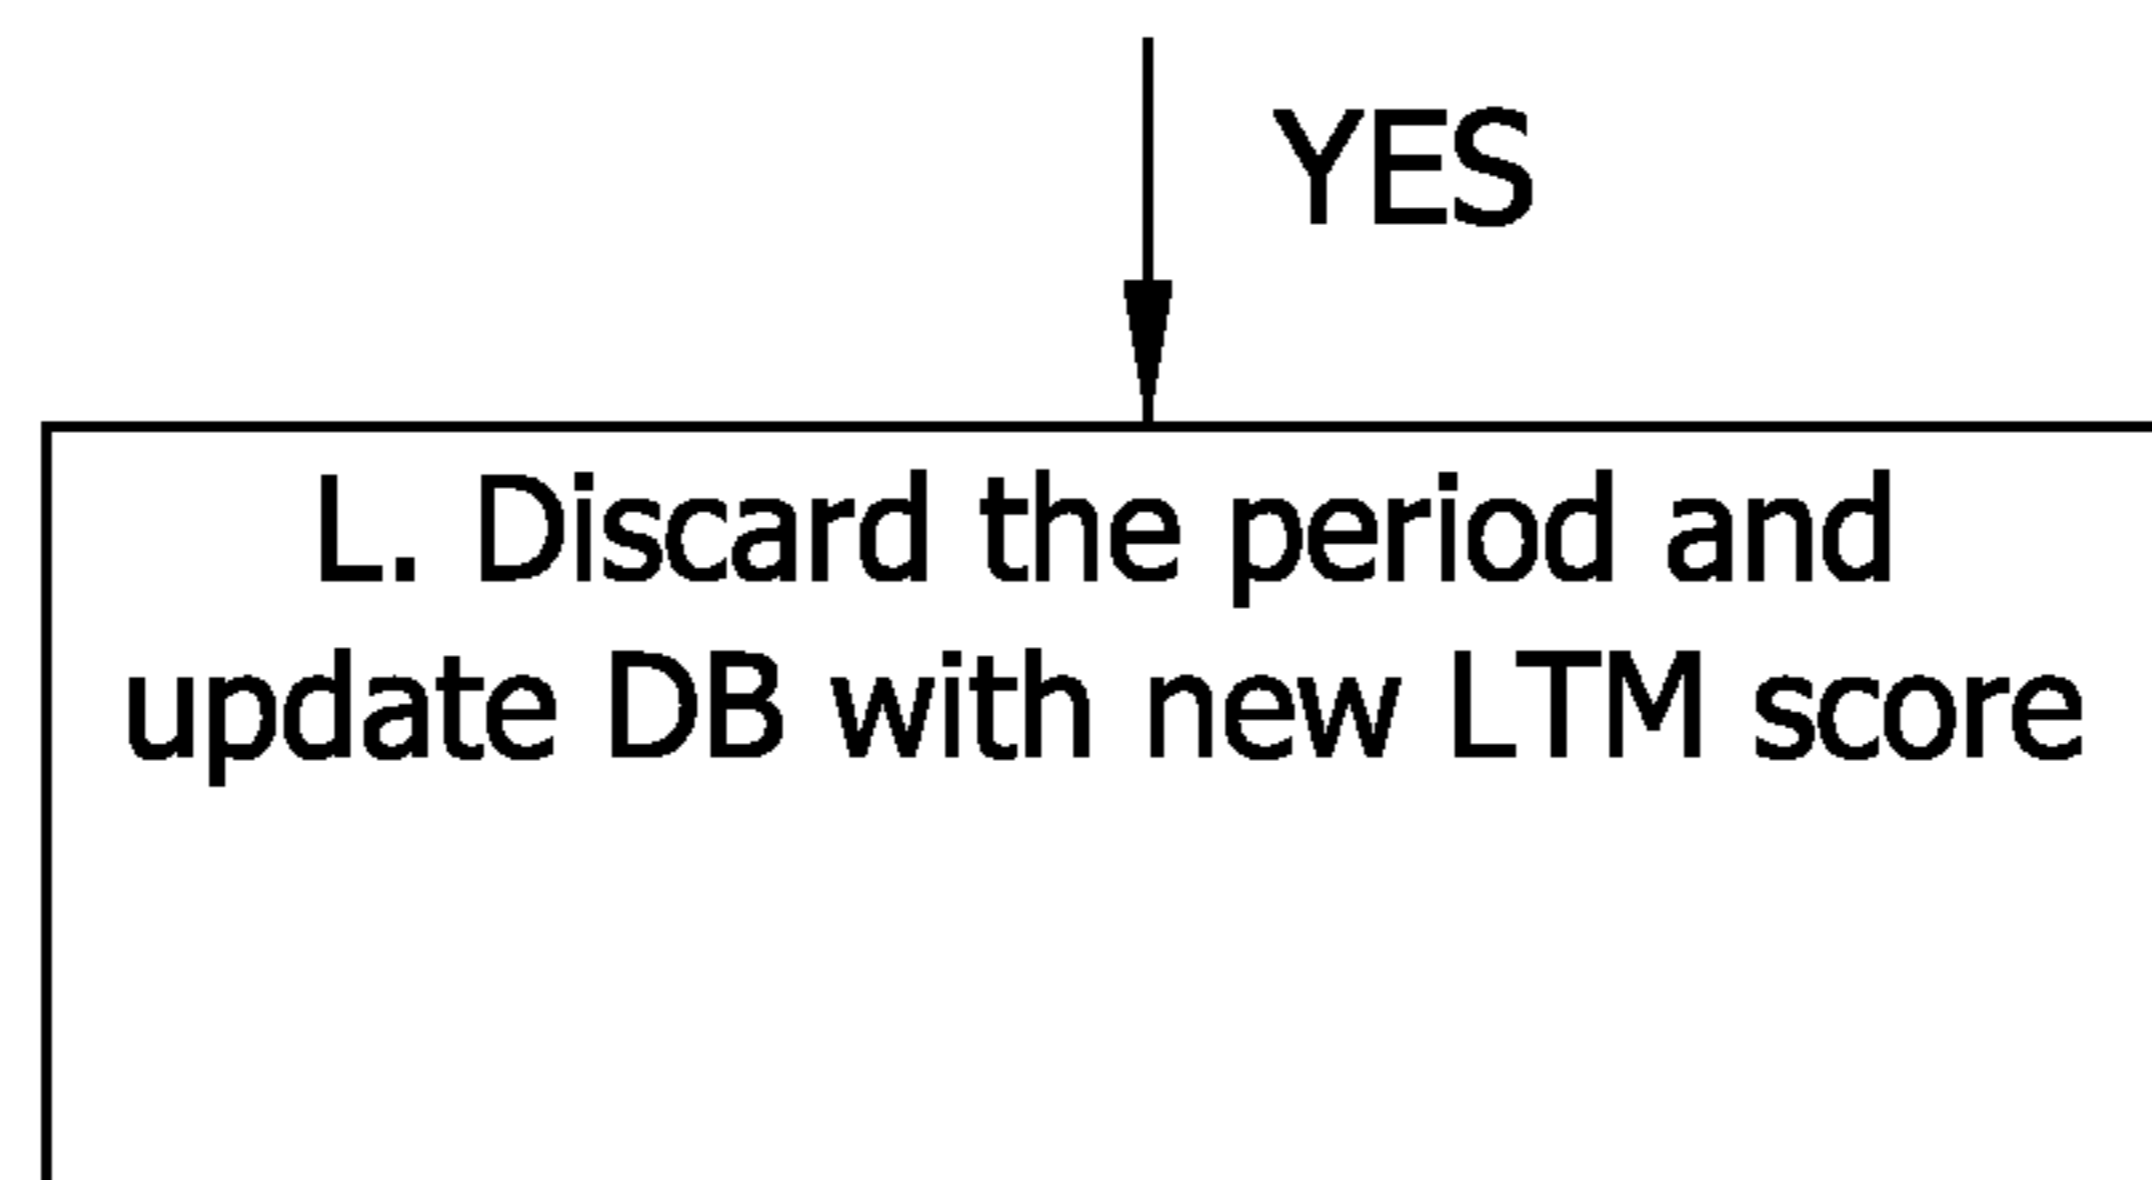 YES
L. Discard the period and
update DB with new LTM score